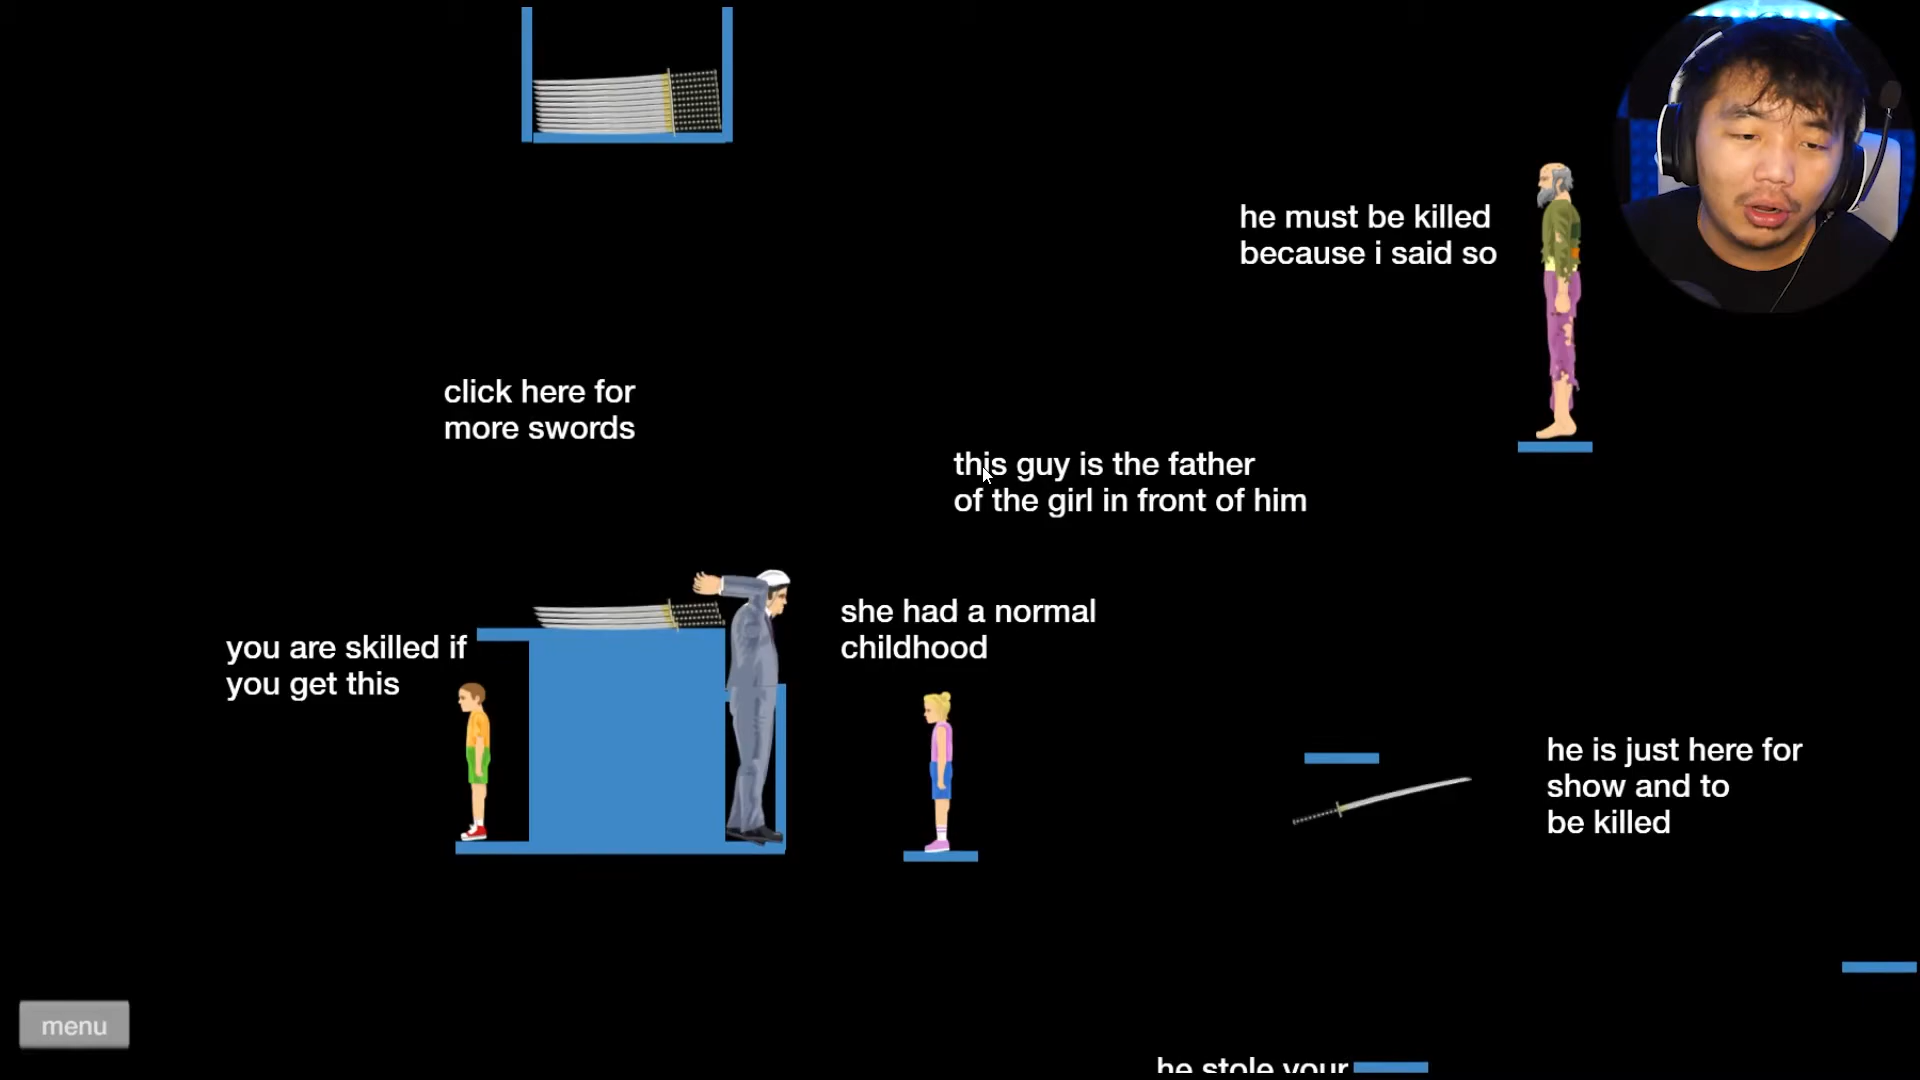 he must be killed
because i said so
click here for
more swords
this guy is the father
of the girl in front of him
she had a normal
childhood
you are skilled if
you get this
he is just here for
show and to
be killed
menu
he stole your